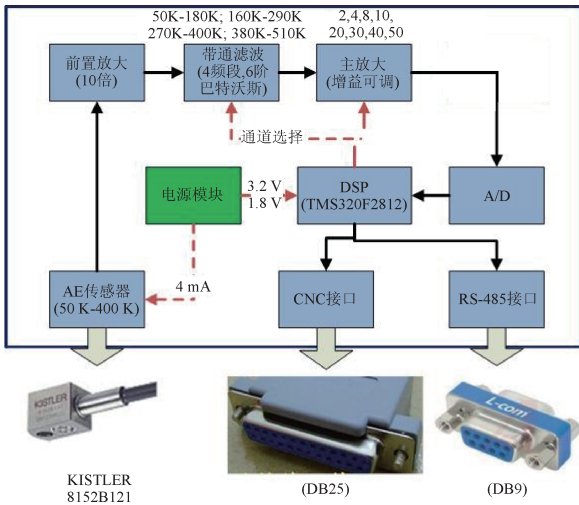 50K-180K; 160K-290K
270K-400K; 380K-510K
2,4,8,10,
20,30,40,50
前置放大
(10倍)
带通滤波
(4频段,6阶
巴特沃斯)
主放大
(增益可调)
通道选择
电源模块
3.2 V
1.8 V
DSP
(TMS320F2812)
A/D
AE传感器
(50 K-400 K)
4 mA
CNC接口
RS-485接口
KISTLER
L-com
KISTLER
8152B121
(DB25)
(DB9)